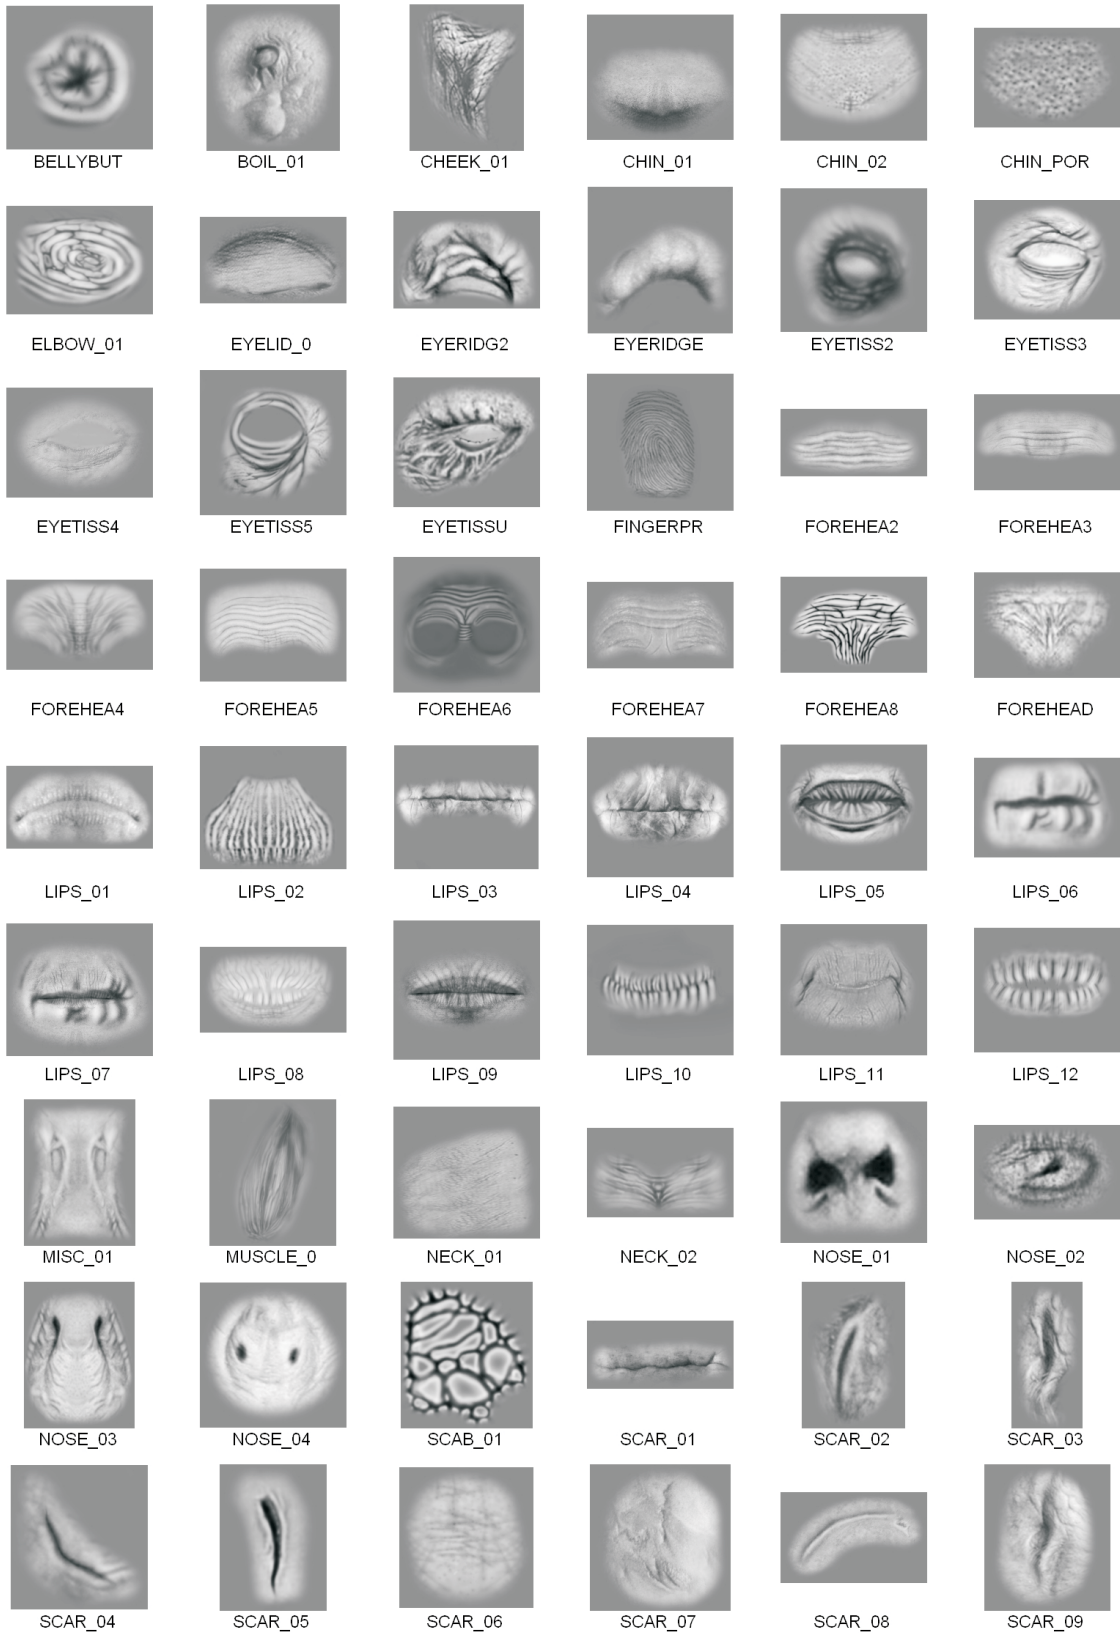 BELLYBUT BOIL_01 CHEEK_01 CHIN_01 CHIN_02 CHIN_POR
ELBOW_01 EYELID_0 EYERIDG2 EYERIDGE EYETISS2 EYETISS3
EYETISS4 EYETISS5 EYETISSU FINGERPR FOREHEA2 FOREHEA3
FOREHEA4 FOREHEA5 FOREHEA6 FOREHEA7 FOREHEA8 FOREHEAD
LIPS_01 LIPS_02 LIPS_03 LIPS_04 LIPS_05 LIPS_06
LIPS_07 LIPS_08 LIPS_09 LIPS_10 LIPS_11 LIPS_12
MISC_01 MUSCLE_0 NECK_01 NECK_02 NOSE_01 NOSE_02
NOSE_03 NOSE_04 SCAB_01 SCAR_01 SCAR_02 SCAR_03
SCAR_04 SCAR_05 SCAR_06 SCAR_07 SCAR_08 SCAR_09